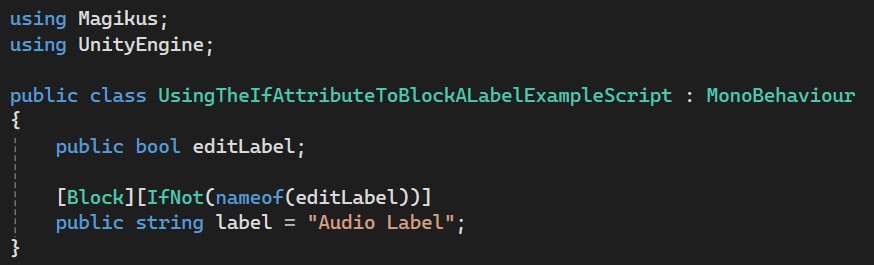 using Magikus;
using UnityEngine;
public class UsingTheIfAttributeToBlockALabelExampleScript : MonoBehaviour
{
public bool editLabel;
[Block][IfNot(nameof(editLabel))]
public string label = "Audio Label";
}